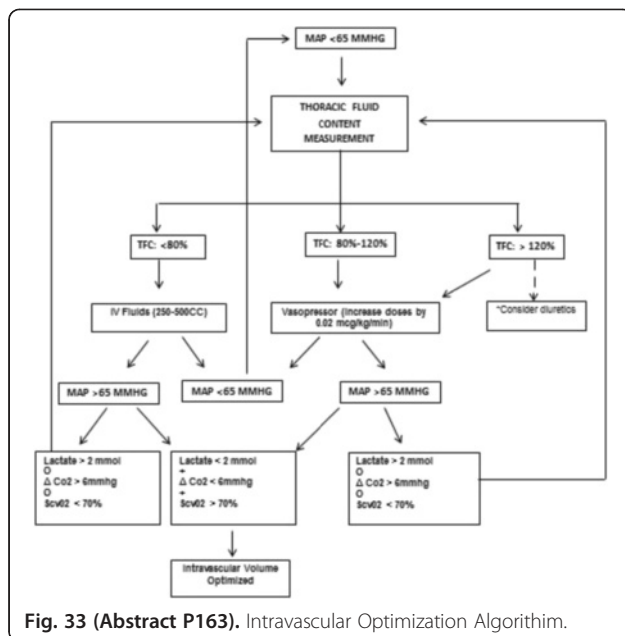 MAP <65 MMHG
THORACIC FLUID
CONTENT
MEASUREMENT
TFC: <80%
TFC: 80%-120%
TFC: > 120%
IV Fluids (250-500CC)
Vasopressor (Increase doses by
0.02 mcg/kg/min)
*Consider diuretics
MAP >65 MMHG
MAP <65 MMHG
MAP >65 MMHG
Lactate > 2 mmol
O
Δ Co2 > 6mmhg
O
Scv02 < 70%
Lactate < 2 mmol
+
Δ Co2 < 6mmhg
+
Scv02 > 70%
Lactate > 2 mmol
O
Δ Co2 > 6mmhg
O
Scv02 < 70%
Intravascular Volume
Optimized
Fig. 33 (Abstract P163). Intravascular Optimization Algorithim.